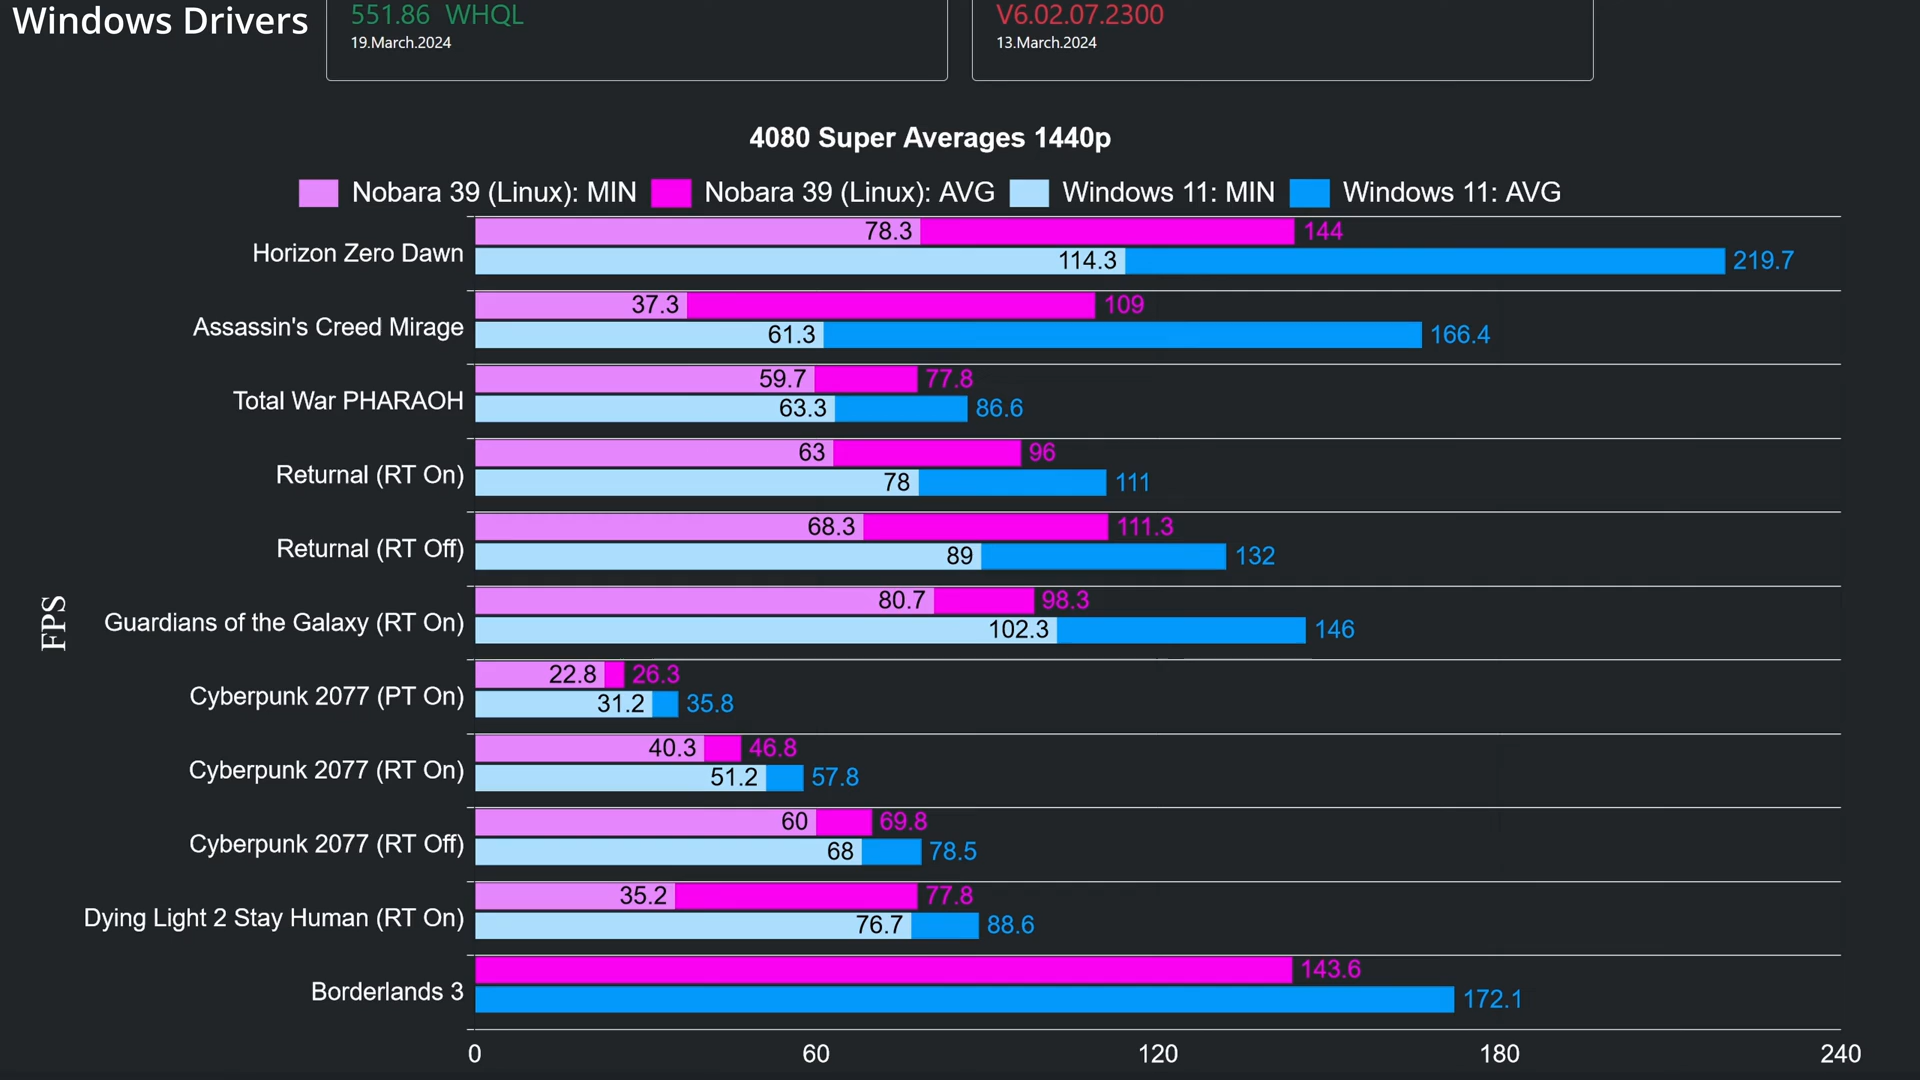 Windows Drivers
551.86 WHQL
19.March.2024
V6.02.07.2300
13.March.2024
4080 Super Averages 1440p
Nobara 39 (Linux): MIN
Nobara 39 (Linux): AVG
Windows 11: MIN
Windows 11: AVG
FPS
Horizon Zero Dawn
78.3
144
114.3
219.7
Assassin's Creed Mirage
37.3
109
61.3
166.4
Total War PHARAOH
59.7
77.8
63.3
86.6
Returnal (RT On)
63
96
78
111
Returnal (RT Off)
68.3
111.3
89
132
Guardians of the Galaxy (RT On)
80.7
98.3
102.3
146
Cyberpunk 2077 (PT On)
22.8
26.3
31.2
35.8
Cyberpunk 2077 (RT On)
40.3
46.8
51.2
57.8
Cyberpunk 2077 (RT Off)
60
69.8
68
78.5
Dying Light 2 Stay Human (RT On)
35.2
77.8
76.7
88.6
Borderlands 3
143.6
172.1
0
60
120
180
240